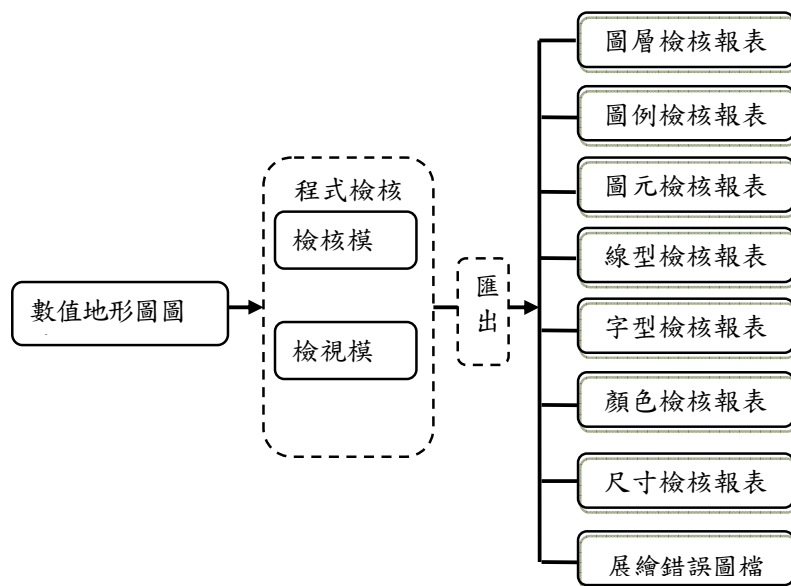 數值地形圖圖
程式檢核
檢核模
檢視模
匯出
圖層檢核報表
圖例檢核報表
圖元檢核報表
線型檢核報表
字型檢核報表
顏色檢核報表
尺寸檢核報表
展繪錯誤圖檔